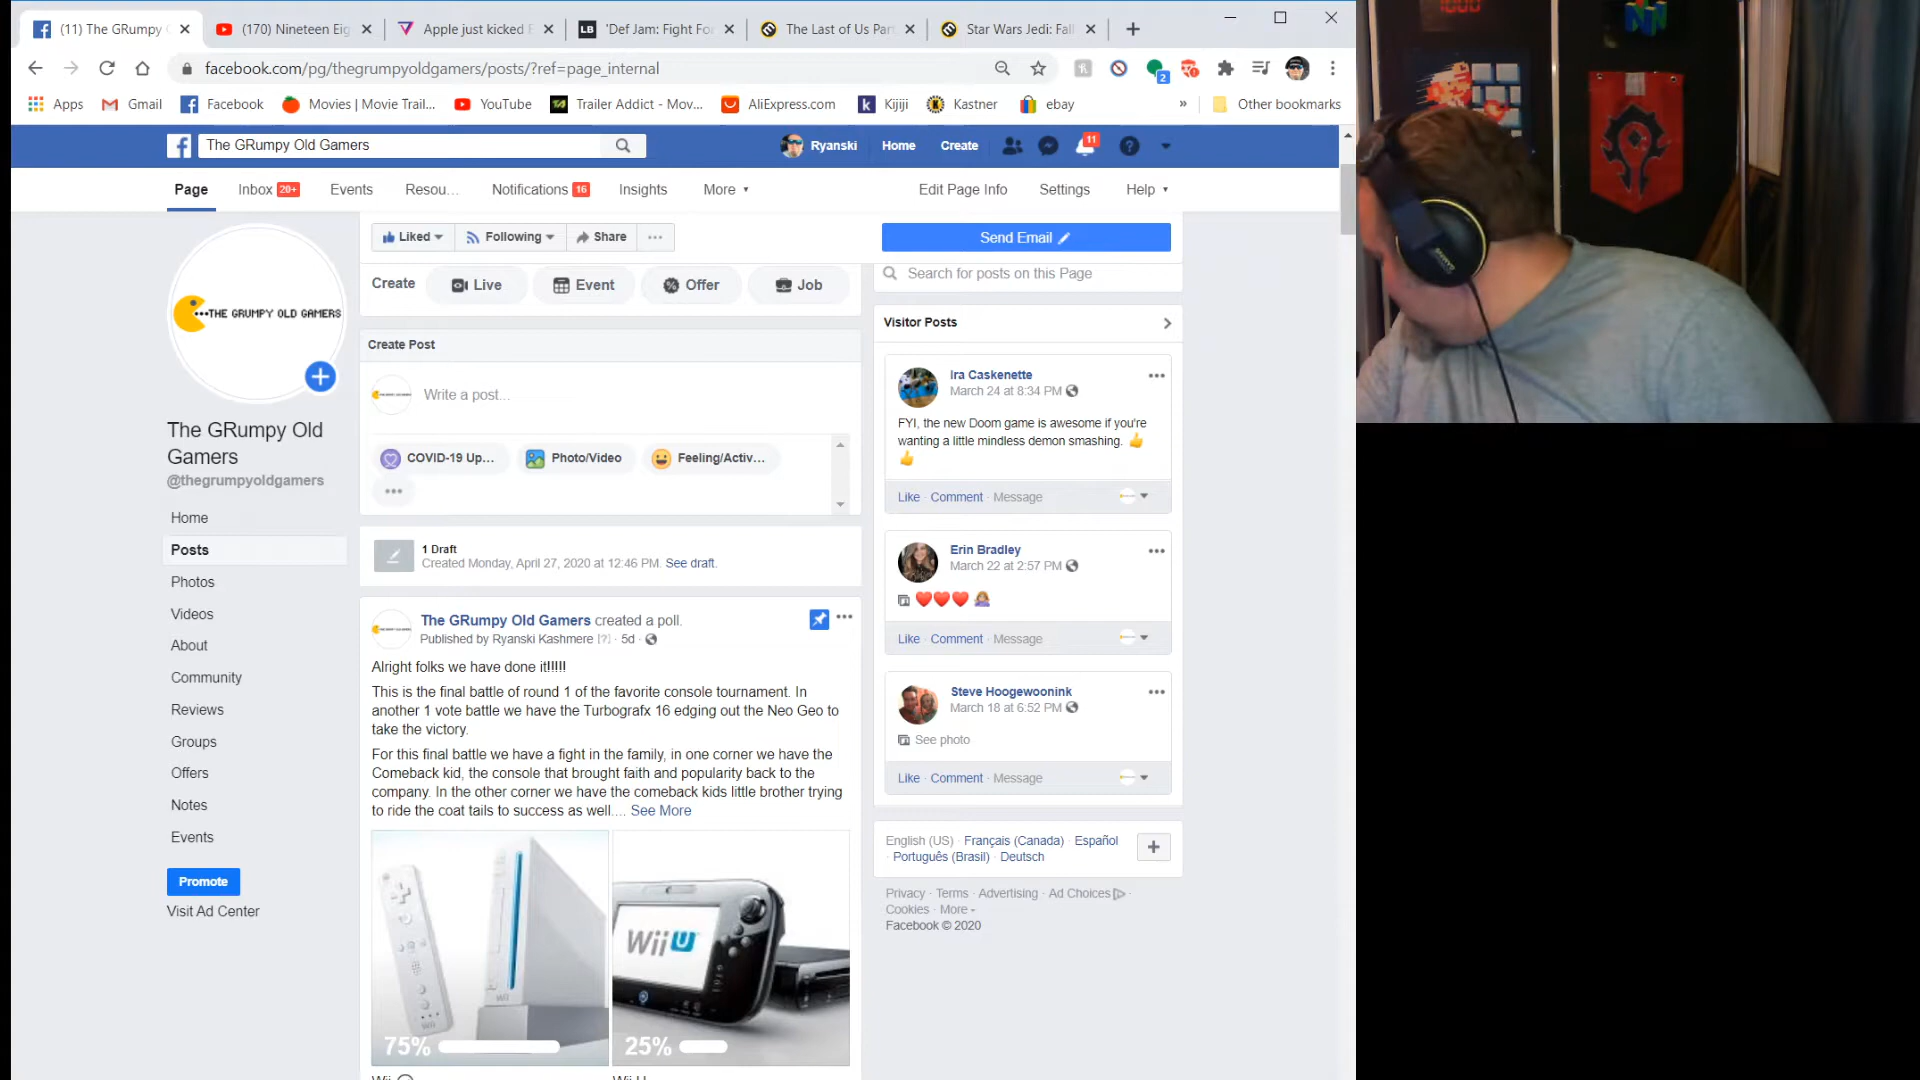 (11) The GRumpy
(170) Nineteen Eig
Apple just kicked
'Def Jam: Fight Fo
The Last of Us Par
Star Wars Jedi: Fal
facebook.com/pg/thegrumpyoldgamers/posts/?ref=page_internal
2
Apps
Gmail
Facebook
Movies | Movie Trail...
YouTube
Trailer Addict - Mov...
AliExpress.com
Kijiji
Kastner
ebay
»
Other bookmarks
The GRumpy Old Gamers
Ryanski
Home
Create
11
Page
Inbox 20+
Events
Resou...
Notifications 16
Insights
More
Edit Page Info
Settings
Help
THE GRUMPY OLD GAMERS
The GRumpy Old
Gamers
@thegrumpyoldgamers
Home
Posts
Photos
Videos
About
Community
Reviews
Groups
Offers
Notes
Events
Promote
Visit Ad Center
Liked
Following
Share
Send Email
Create
Live
Event
Offer
Job
Create Post
Write a post...
COVID-19 Up...
Photo/Video
Feeling/Activ...
1 Draft
Created Monday, April 27, 2020 at 12:46 PM. See draft.
The GRumpy Old Gamers created a poll.
Published by Ryanski Kashmere [?] · 5d ·
Alright folks we have done it!!!!!
This is the final battle of round 1 of the favorite console tournament. In
another 1 vote battle we have the Turbografx 16 edging out the Neo Geo to
take the victory.
For this final battle we have a fight in the family, in one corner we have the
Comeback kid, the console that brought faith and popularity back to the
company. In the other corner we have the comeback kids little brother trying
to ride the coat tails to success as well.... See More
Wii
Wii
Wii U
75%
25%
Search for posts on this Page
Visitor Posts
Ira Caskenette
March 24 at 8:34 PM
FYI, the new Doom game is awesome if you're
wanting a little mindless demon smashing.
Like · Comment · Message
Erin Bradley
March 22 at 2:57 PM
Like · Comment · Message
Steve Hoogewoonink
March 18 at 6:52 PM
See photo
Like · Comment · Message
English (US) · Français (Canada) · Español
· Português (Brasil) · Deutsch
Privacy · Terms · Advertising · Ad Choices ·
Cookies · More
Facebook © 2020